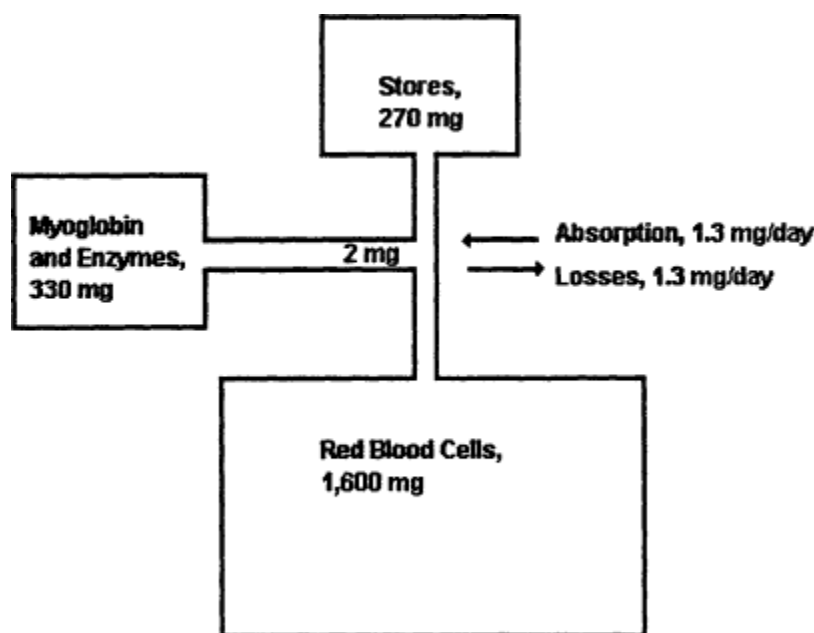 Stores,
270 mg
Myoglobin
and Enzymes,
330 mg
2 mg
Absorption, 1.3 mg/day
Losses, 1.3 mg/day
Red Blood Cells,
1,600 mg